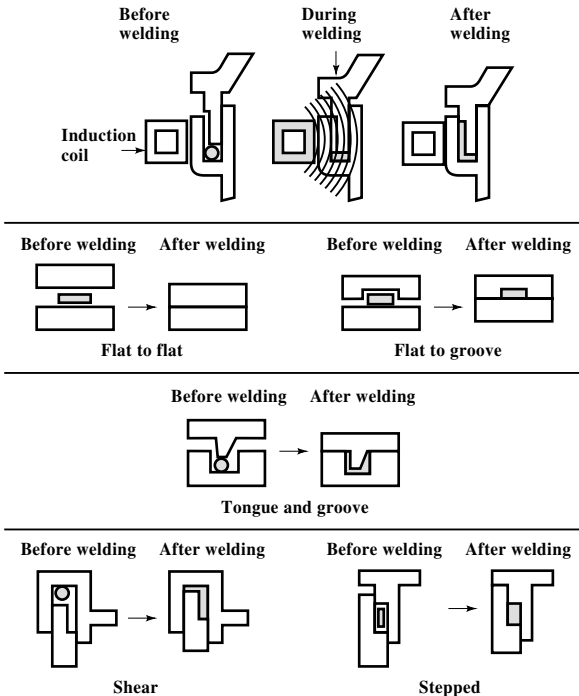 Before
welding
During
welding
After
welding
Induction
coil
Before welding After welding
Flat to flat
Before welding After welding
Flat to groove
Before welding After welding
Tongue and groove
Before welding After welding
Shear
Before welding After welding
Stepped